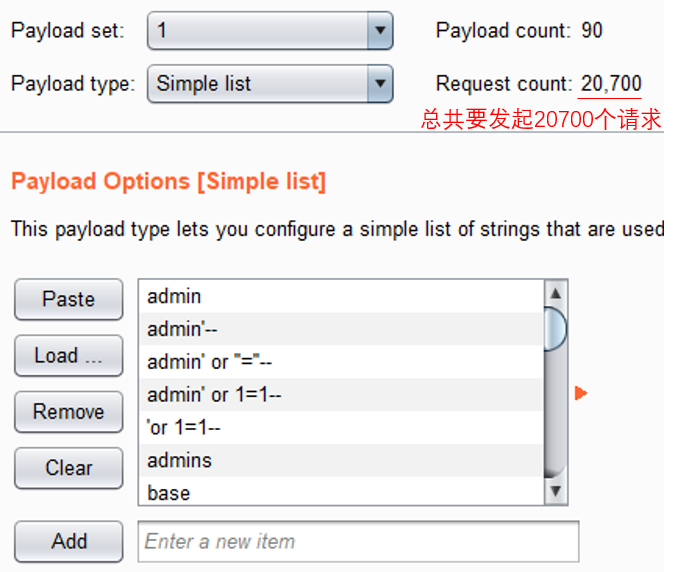 Payload set: 1 Payload count: 90
Payload type: Simple list Request count: 20,700
总共要发起20700个请求
Payload Options [Simple list]
This payload type lets you configure a simple list of strings that are used
Paste
Load ...
Remove
Clear
admin
admin'--
admin' or "="--
admin' or 1=1--
'or 1=1--
admins
base
Add Enter a new item